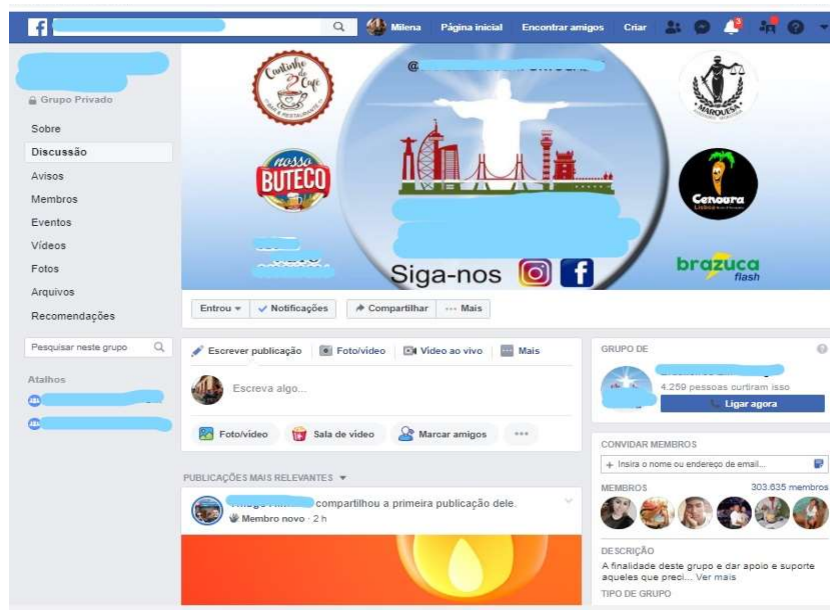 Milena Página inicial Encontrar amigos Criar 3
Grupo Privado
Sobre
Discussão
Avisos
Membros
Eventos
Vídeos
Fotos
Arquivos
Recomendações
Pesquisar neste grupo
Atalhos
Cantinho do
2
Café
BAR E RESTAURANTE
@
MARQUESA
nosso
BUTECO
Cenoura
Lisboa
brazuca
flash
Siga-nos
Entrou Notificações Compartilhar Mais
Escrever publicação Foto/vídeo Vídeo ao vivo Mais
Escreva algo...
Foto/vídeo Sala de vídeo Marcar amigos
PUBLICAÇÕES MAIS RELEVANTES
compartilhou a primeira publicação dele.
Membro novo · 2 h
GRUPO DE
4.259 pessoas curtiram isso
Ligar agora
CONVIDAR MEMBROS
+ Insira o nome ou endereço de email...
MEMBROS 303.635 membros
DESCRIÇÃO
A finalidade deste grupo e dar apoio e suporte
aqueles que preci... Ver mais
TIPO DE GRUPO